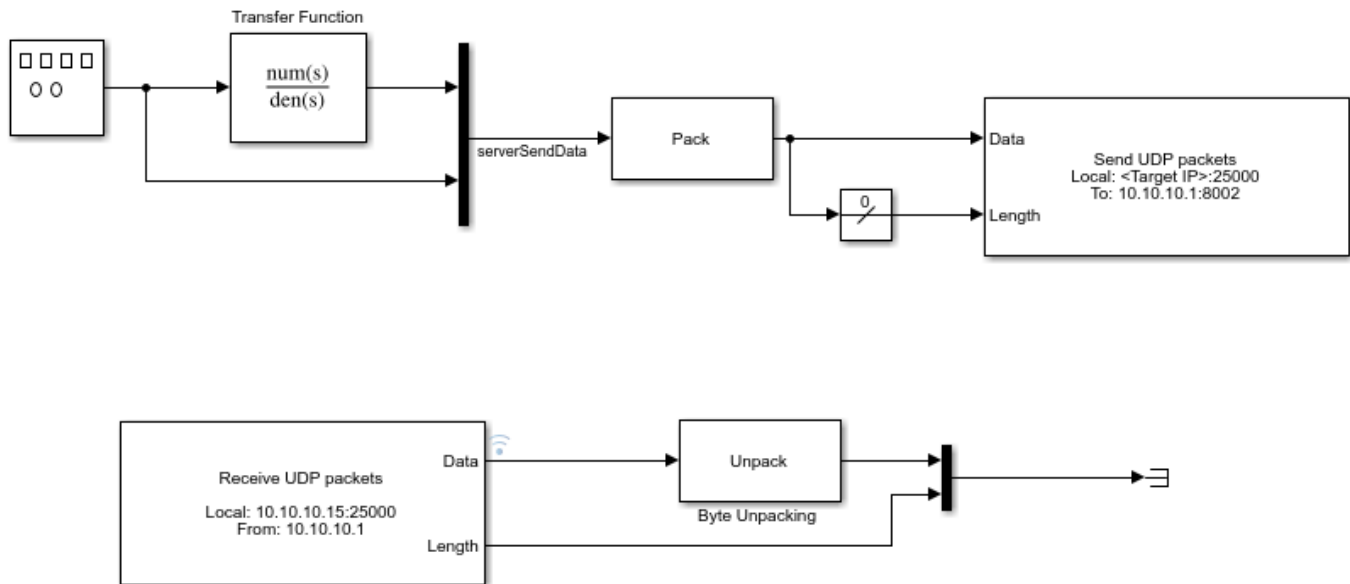 Transfer Function
num(s)
den(s)
serverSendData
Pack
0
Data
Length
Send UDP packets
Local: <Target IP>:25000
To: 10.10.10.1:8002
Receive UDP packets
Local: 10.10.10.15:25000
From: 10.10.10.1
Data
Length
Unpack
Byte Unpacking